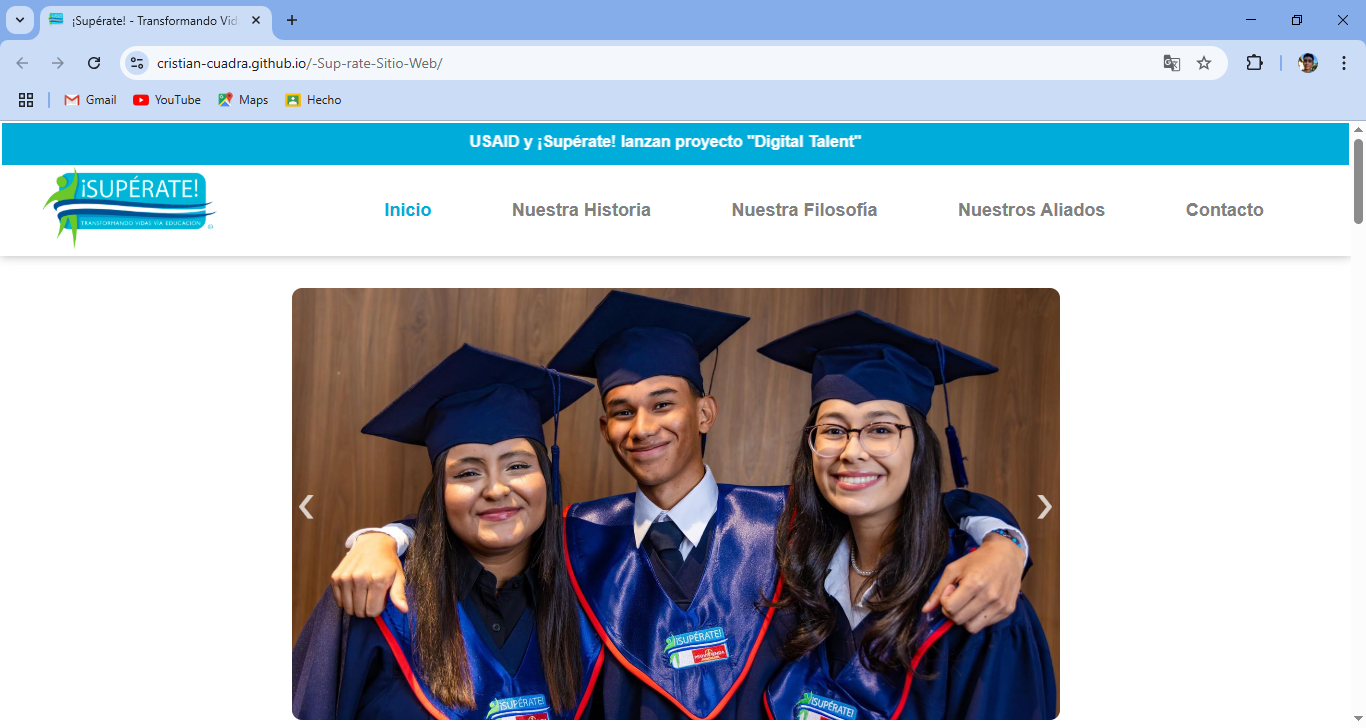 ¡Supérate! - Transformando Vid
cristian-cuadra.github.io/-Sup-rate-Sitio-Web/
Gmail YouTube Maps Hecho
USAID y ¡Supérate! lanzan proyecto "Digital Talent"
¡SUPÉRATE!
TRANSFORMANDO VIDAS VÍA EDUCACIÓN
Inicio Nuestra Historia Nuestra Filosofía Nuestros Aliados Contacto
¡SUPÉRATE!
¡SUPÉRATE!
¡SUPÉRATE!